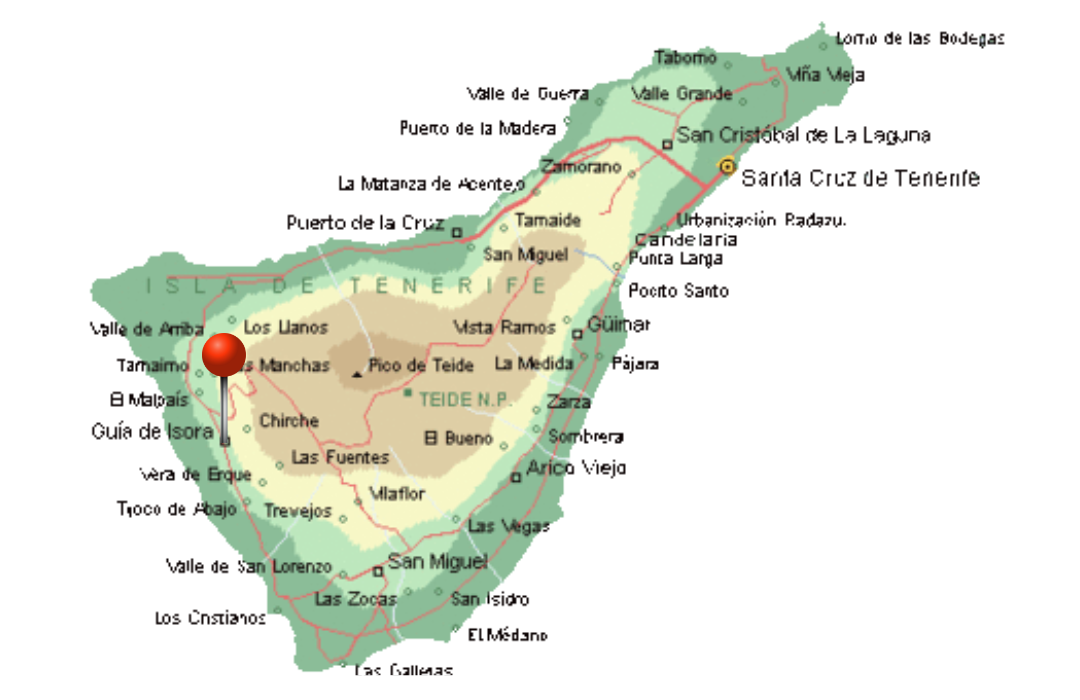 Lomo de las Bodegas
Taborno
Viña Vieja
Valle de Guerra
Valle Grande
Puerto de la Madera
San Cristóbal de La Laguna
Zamorano
Santa Cruz de Tenerife
La Matanza de Acentejo
Puerto de la Cruz
Tamaide
Urbanización Radazul
Candelaria
San Miguel
Punta Larga
ISLA DE TENERIFE
Poerto Santo
Valle de Arriba
Los Llanos
Vista Ramos
Güimar
Tamaimo
as Manchas
Pico de Teide
La Medida
Pájara
El Malpaís
TEIDE N.P.
Zarza
Chirche
Guía de Isora
El Bueno
Sombrera
Las Fuentes
Arico Viejo
Vera de Erque
Vilaflor
Tijoco de Abajo
Trevejos
Las Vegas
San Miguel
Valle de San Lorenzo
Las Zocas
San Isidro
Los Cristianos
El Médano
Las Galletas